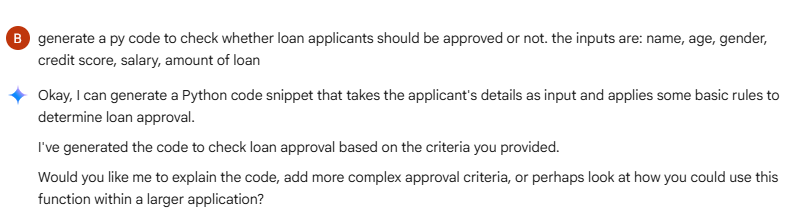 B
generate a py code to check whether loan applicants should be approved or not. the inputs are: name, age, gender,
credit score, salary, amount of loan
Okay, I can generate a Python code snippet that takes the applicant's details as input and applies some basic rules to
determine loan approval.
I've generated the code to check loan approval based on the criteria you provided.
Would you like me to explain the code, add more complex approval criteria, or perhaps look at how you could use this
function within a larger application?